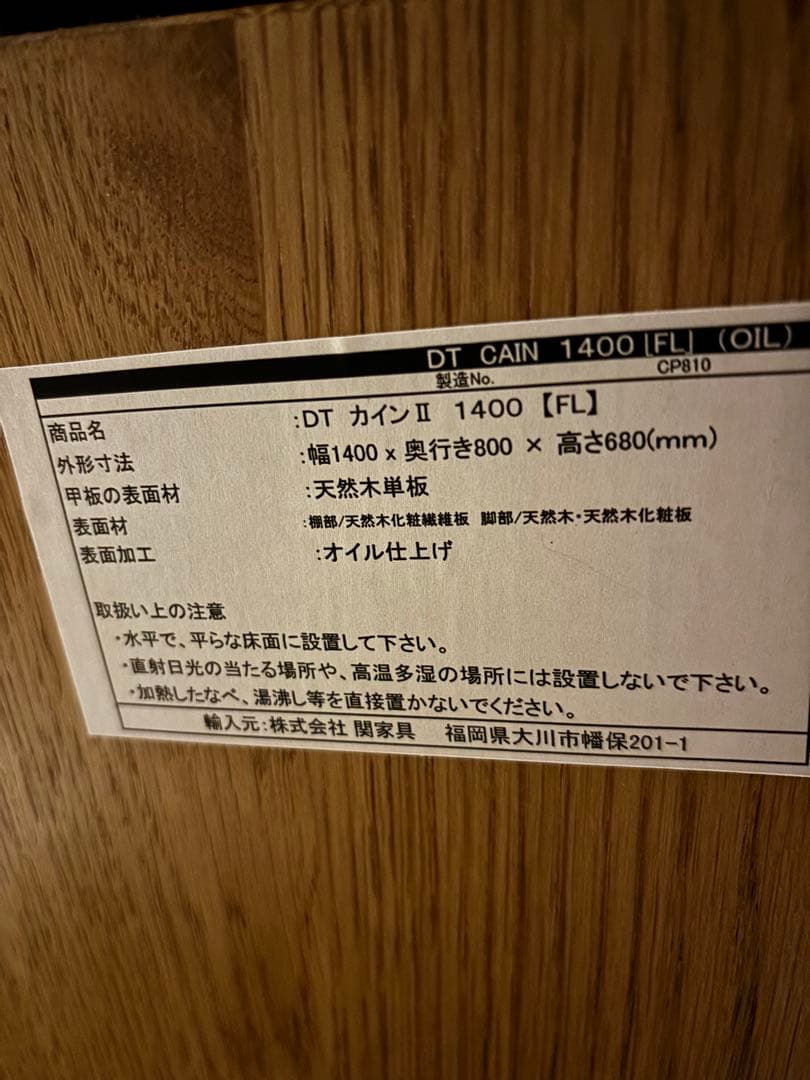 DT CAIN 1400 [FL] (OIL)
製造No. CP810
商品名 :DT カインⅡ 1400 【FL】
外形寸法 :幅1400 x 奥行き800 × 高さ680(mm)
甲板の表面材 :天然木単板
表面材 :棚部/天然木化粧繊維板 脚部/天然木・天然木化粧板
表面加工 :オイル仕上げ
取扱い上の注意
・水平で、平らな床面に設置して下さい。
・直射日光の当たる場所や、高温多湿の場所には設置しないで下さい。
・加熱したなべ、湯沸し等を直接置かないでください。
輸入元:株式会社 関家具 福岡県大川市幡保201-1